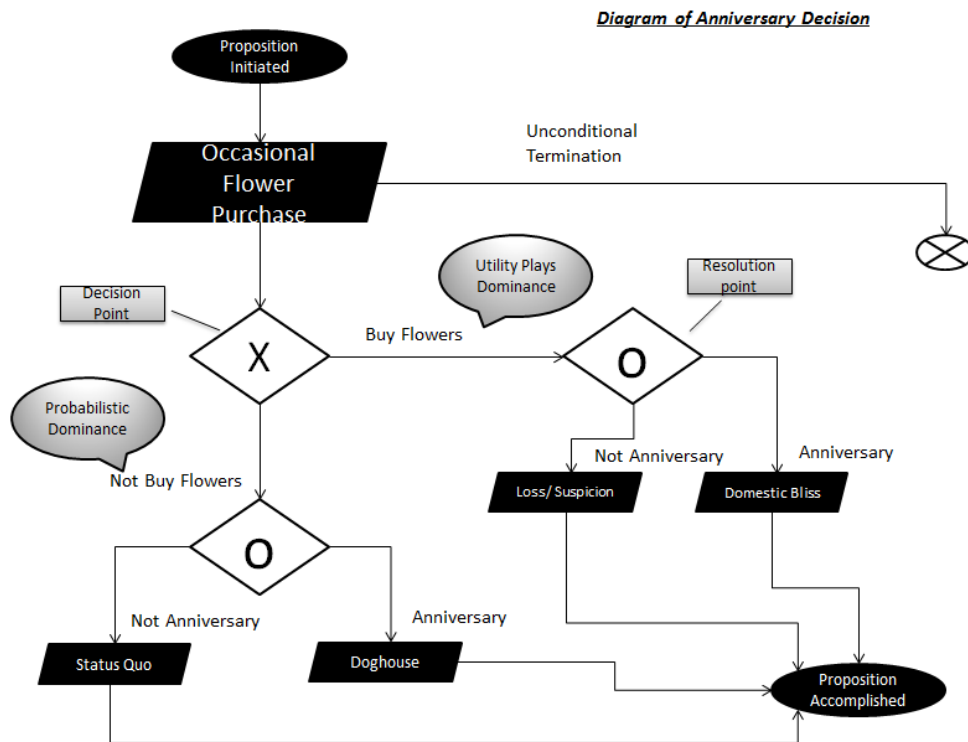 Diagram of Anniversary Decision
Proposition
Initiated
Occasional
Flower
Purchase
Unconditional
Termination
Utility Plays
Dominance
Resolution
point
Decision
Point
X
Buy Flowers
O
Probabilistic
Dominance
Not Buy Flowers
Not Anniversary
Anniversary
Loss/ Suspicion
Domestic Bliss
O
Not Anniversary
Anniversary
Status Quo
Doghouse
Proposition
Accomplished